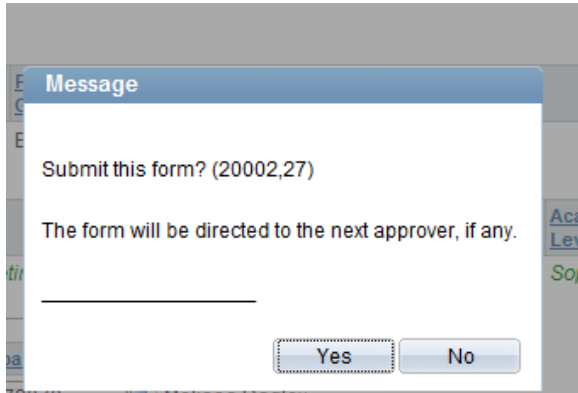 Message
Submit this form? (20002,27)
The form will be directed to the next approver, if any.
Yes
No